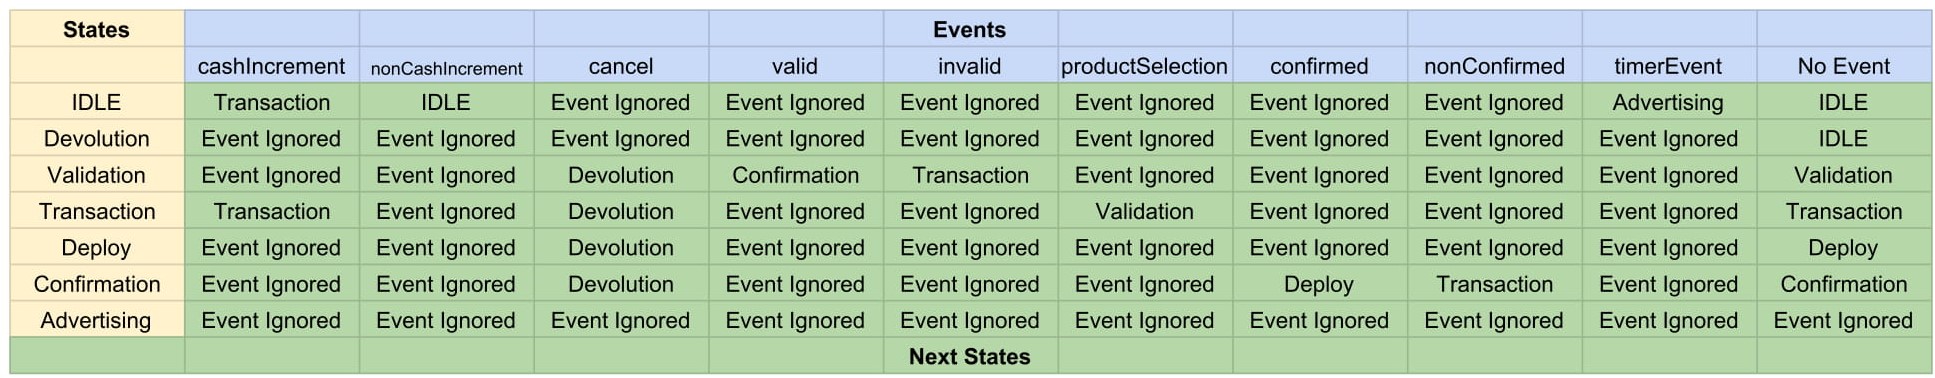 States Events
cashIncrement nonCashIncrement cancel valid invalid productSelection confirmed nonConfirmed timerEvent No Event
IDLE Transaction IDLE Event Ignored Event Ignored Event Ignored Event Ignored Event Ignored Event Ignored Advertising IDLE
Devolution Event Ignored Event Ignored Event Ignored Event Ignored Event Ignored Event Ignored Event Ignored Event Ignored Event Ignored IDLE
Validation Event Ignored Event Ignored Devolution Confirmation Transaction Event Ignored Event Ignored Event Ignored Event Ignored Validation
Transaction Transaction Event Ignored Devolution Event Ignored Event Ignored Validation Event Ignored Event Ignored Event Ignored Transaction
Deploy Event Ignored Event Ignored Devolution Event Ignored Event Ignored Event Ignored Event Ignored Event Ignored Event Ignored Deploy
Confirmation Event Ignored Event Ignored Devolution Event Ignored Event Ignored Event Ignored Deploy Transaction Event Ignored Confirmation
Advertising Event Ignored Event Ignored Event Ignored Event Ignored Event Ignored Event Ignored Event Ignored Event Ignored Event Ignored Event Ignored
Next States